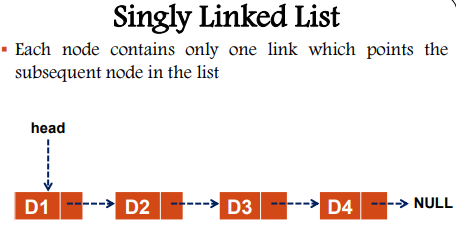 Singly Linked List
▪ Each node contains only one link which points the
subsequent node in the list
head
D1 D2 D3 D4 NULL